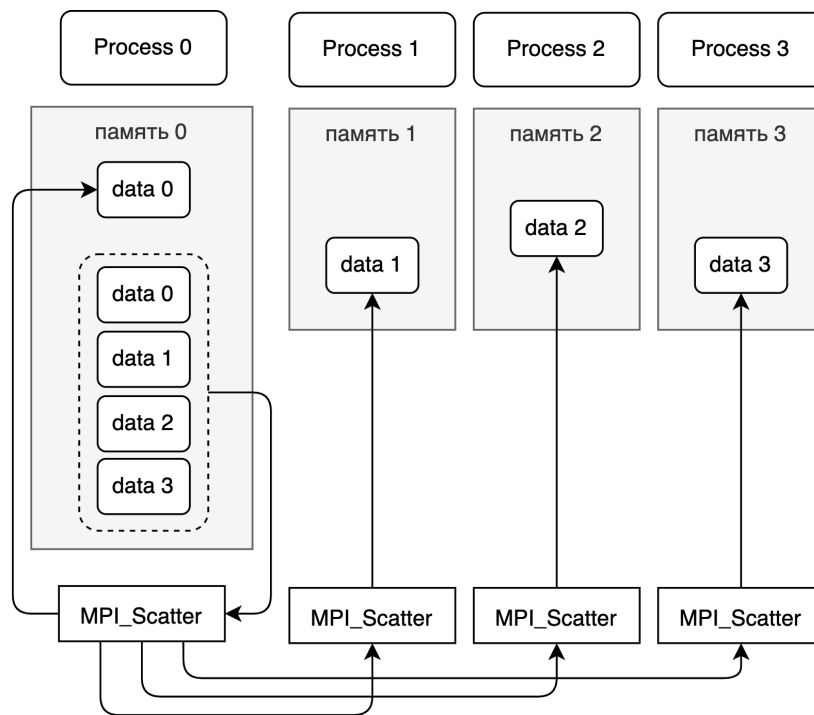 Process 0
Process 1
Process 2
Process 3
память 0
память 1
память 2
память 3
data 0
data 1
data 2
data 3
data 0
data 1
data 2
data 3
MPI_Scatter
MPI_Scatter
MPI_Scatter
MPI_Scatter